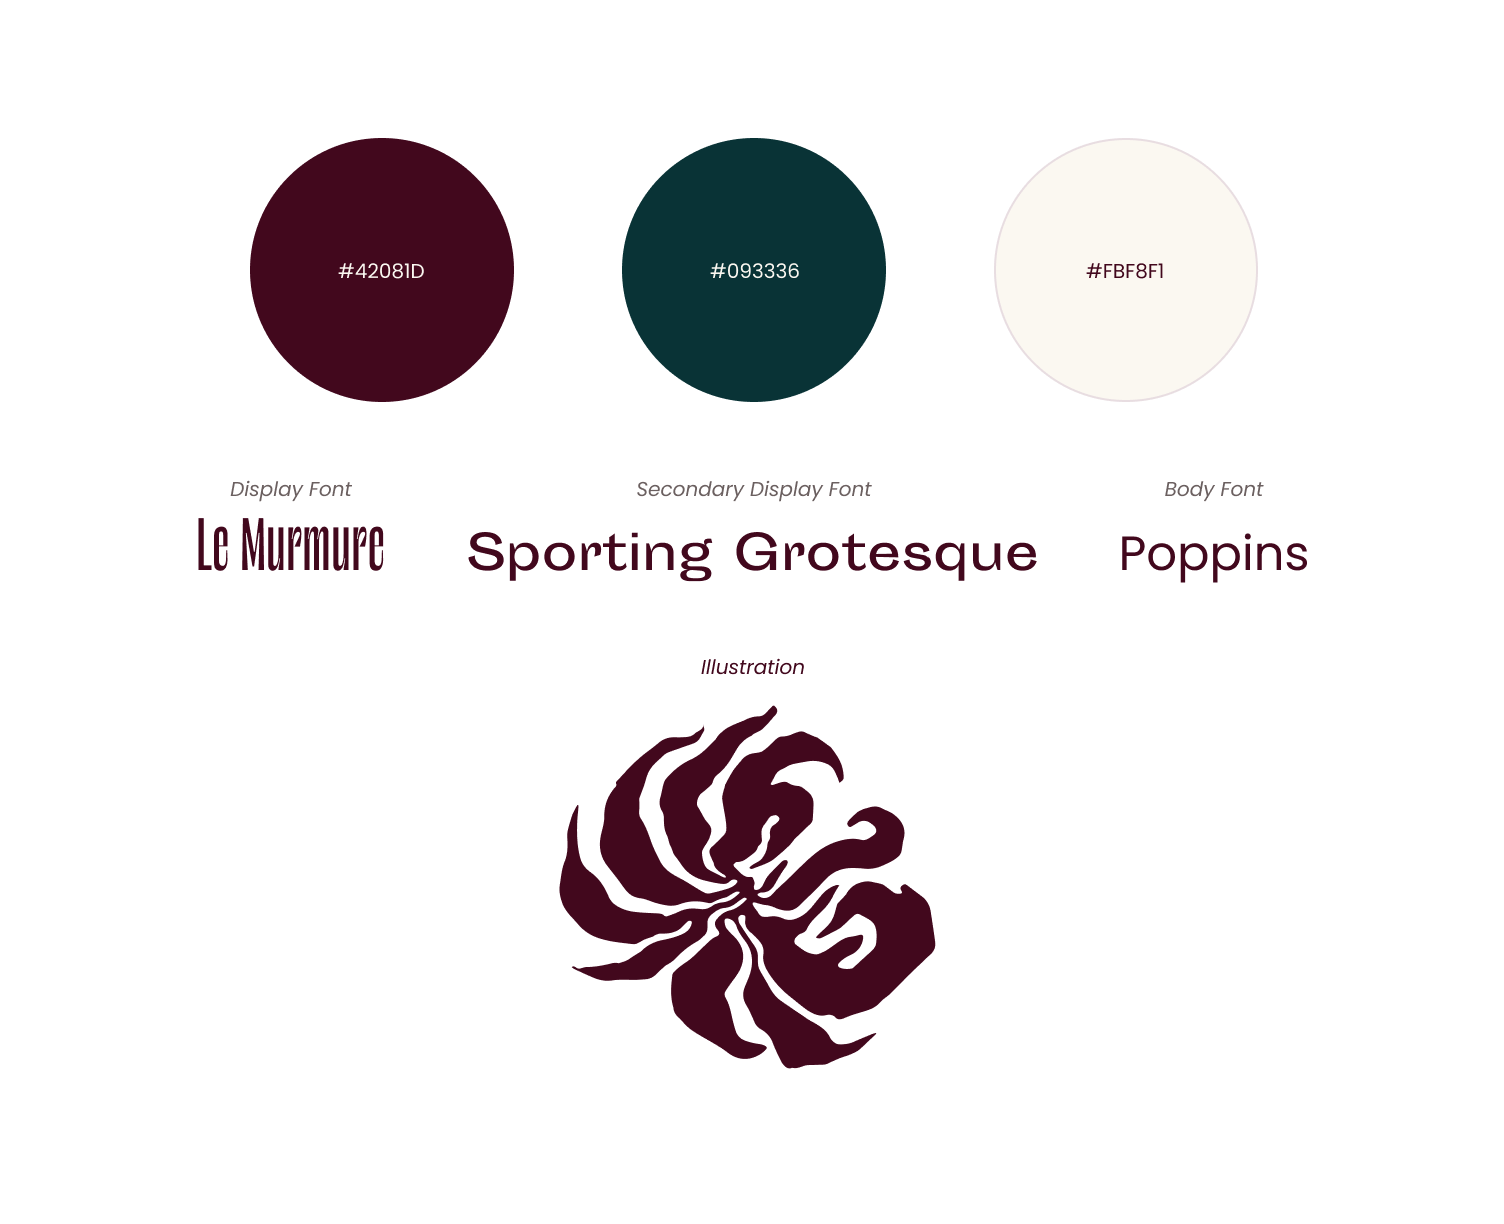 #42081D
#093336
#FBF8F1
Display Font
Secondary Display Font
Body Font
Le Murmure
Sporting Grotesque
Poppins
Illustration